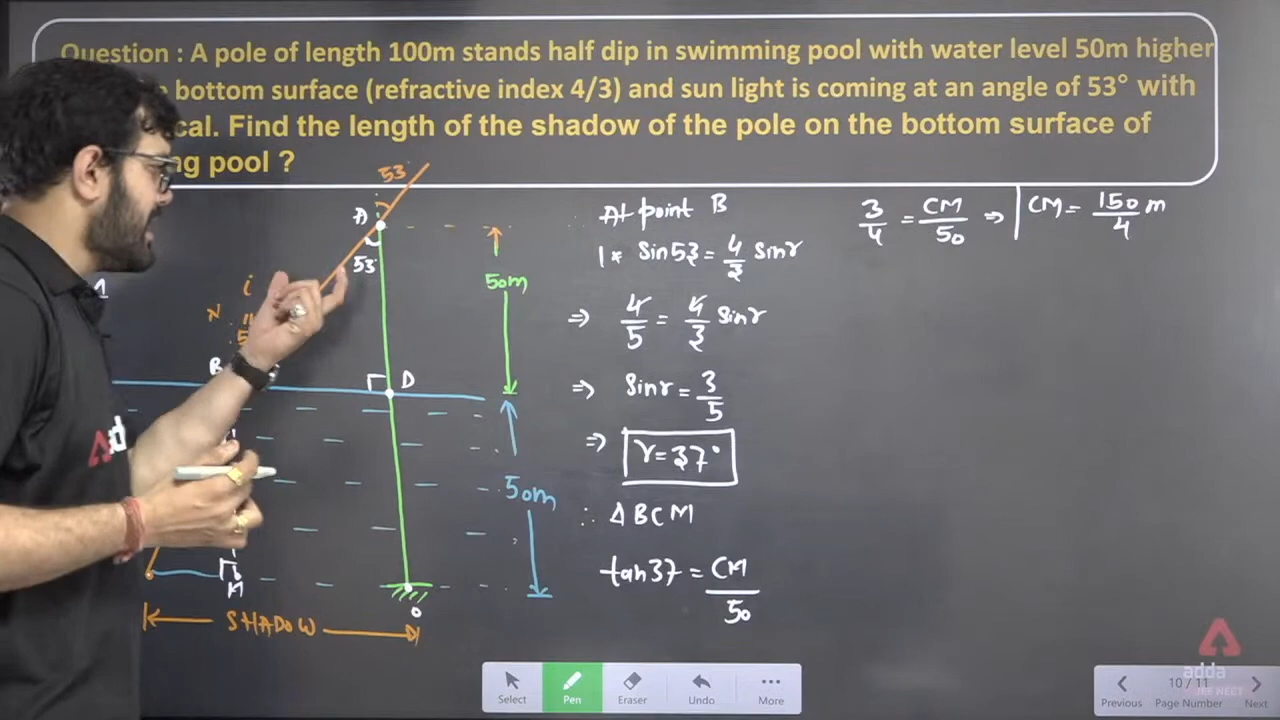 Question : A pole of length 100m stands half dip in swimming pool with water level 50m higher
bottom surface (refractive index 4/3) and sun light is coming at an angle of 53° with
cal. Find the length of the shadow of the pole on the bottom surface of
ng pool ?
53°
A
53°
i
B
D
50m
50m
M
O
SHADOW
At point B
1* Sin53 = 4/3 Sinr
⇒ 4/5 = 4/3 Sinr
⇒ Sinr = 3/5
⇒ r = 37°
∴ Δ BCM
tan37 = CM/50
3/4 = CM/50 ⇒ CM = 150/4 m
Select Pen Eraser Undo More
10 / 11
Previous Page Number Next
adda